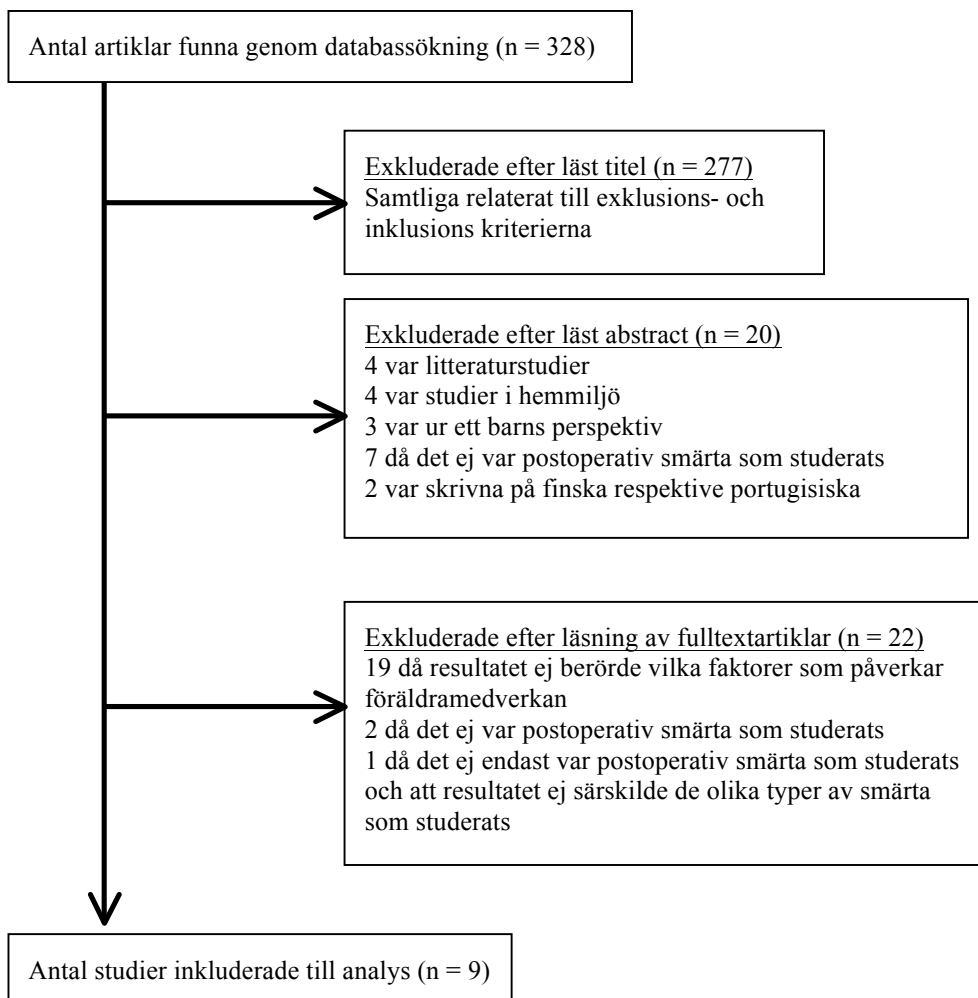 Antal artiklar funna genom databassökning (n = 328)
Exkluderade efter läst titel (n = 277)
Samtliga relaterat till exklusions- och
inklusions kriterierna
Exkluderade efter läst abstract (n = 20)
4 var litteraturstudier
4 var studier i hemmiljö
3 var ur ett barns perspektiv
7 då det ej var postoperativ smärta som studerats
2 var skrivna på finska respektive portugisiska
Exkluderade efter läsning av fulltextartiklar (n = 22)
19 då resultatet ej berörde vilka faktorer som påverkar
föräldramedverkan
2 då det ej var postoperativ smärta som studerats
1 då det ej endast var postoperativ smärta som studerats
och att resultatet ej särskilde de olika typer av smärta
som studerats
Antal studier inkluderade till analys (n = 9)